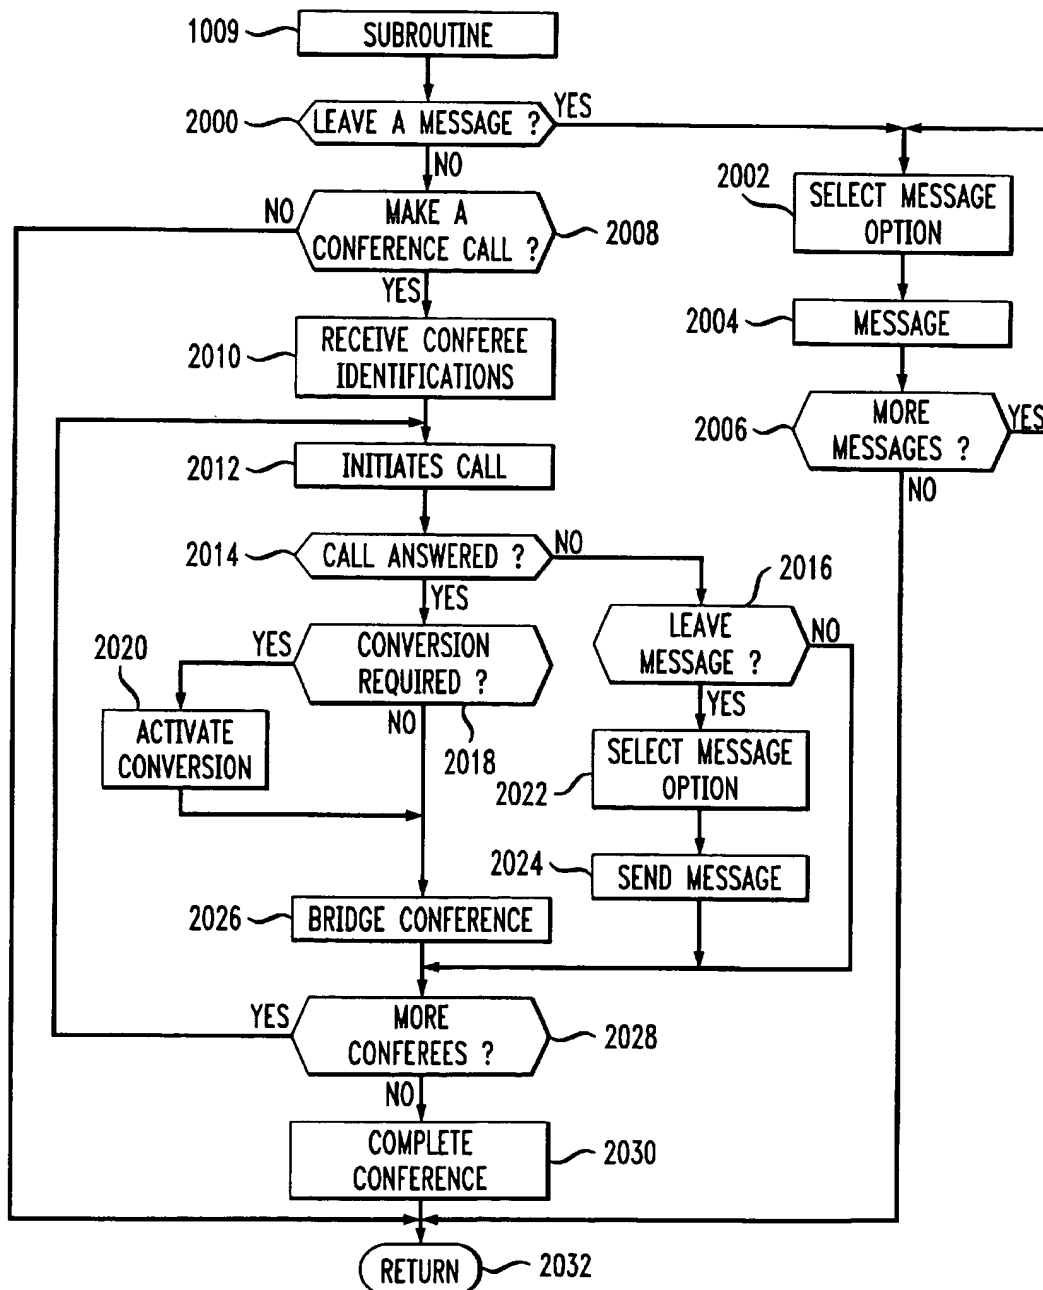 1009
SUBROUTINE
2000
LEAVE A MESSAGE ?
YES
NO
NO
MAKE A
CONFERENCE CALL ?
2008
YES
2002
SELECT MESSAGE
OPTION
2004
MESSAGE
2006
MORE
MESSAGES ?
YES
NO
2010
RECEIVE CONFEREE
IDENTIFICATIONS
2012
INITIATES CALL
2014
CALL ANSWERED ?
NO
YES
2016
LEAVE
MESSAGE ?
NO
YES
2020
YES
CONVERSION
REQUIRED ?
2018
NO
ACTIVATE
CONVERSION
2022
SELECT MESSAGE
OPTION
2024
SEND MESSAGE
2026
BRIDGE CONFERENCE
YES
MORE
CONFEREES ?
2028
NO
COMPLETE
CONFERENCE
2030
RETURN
2032